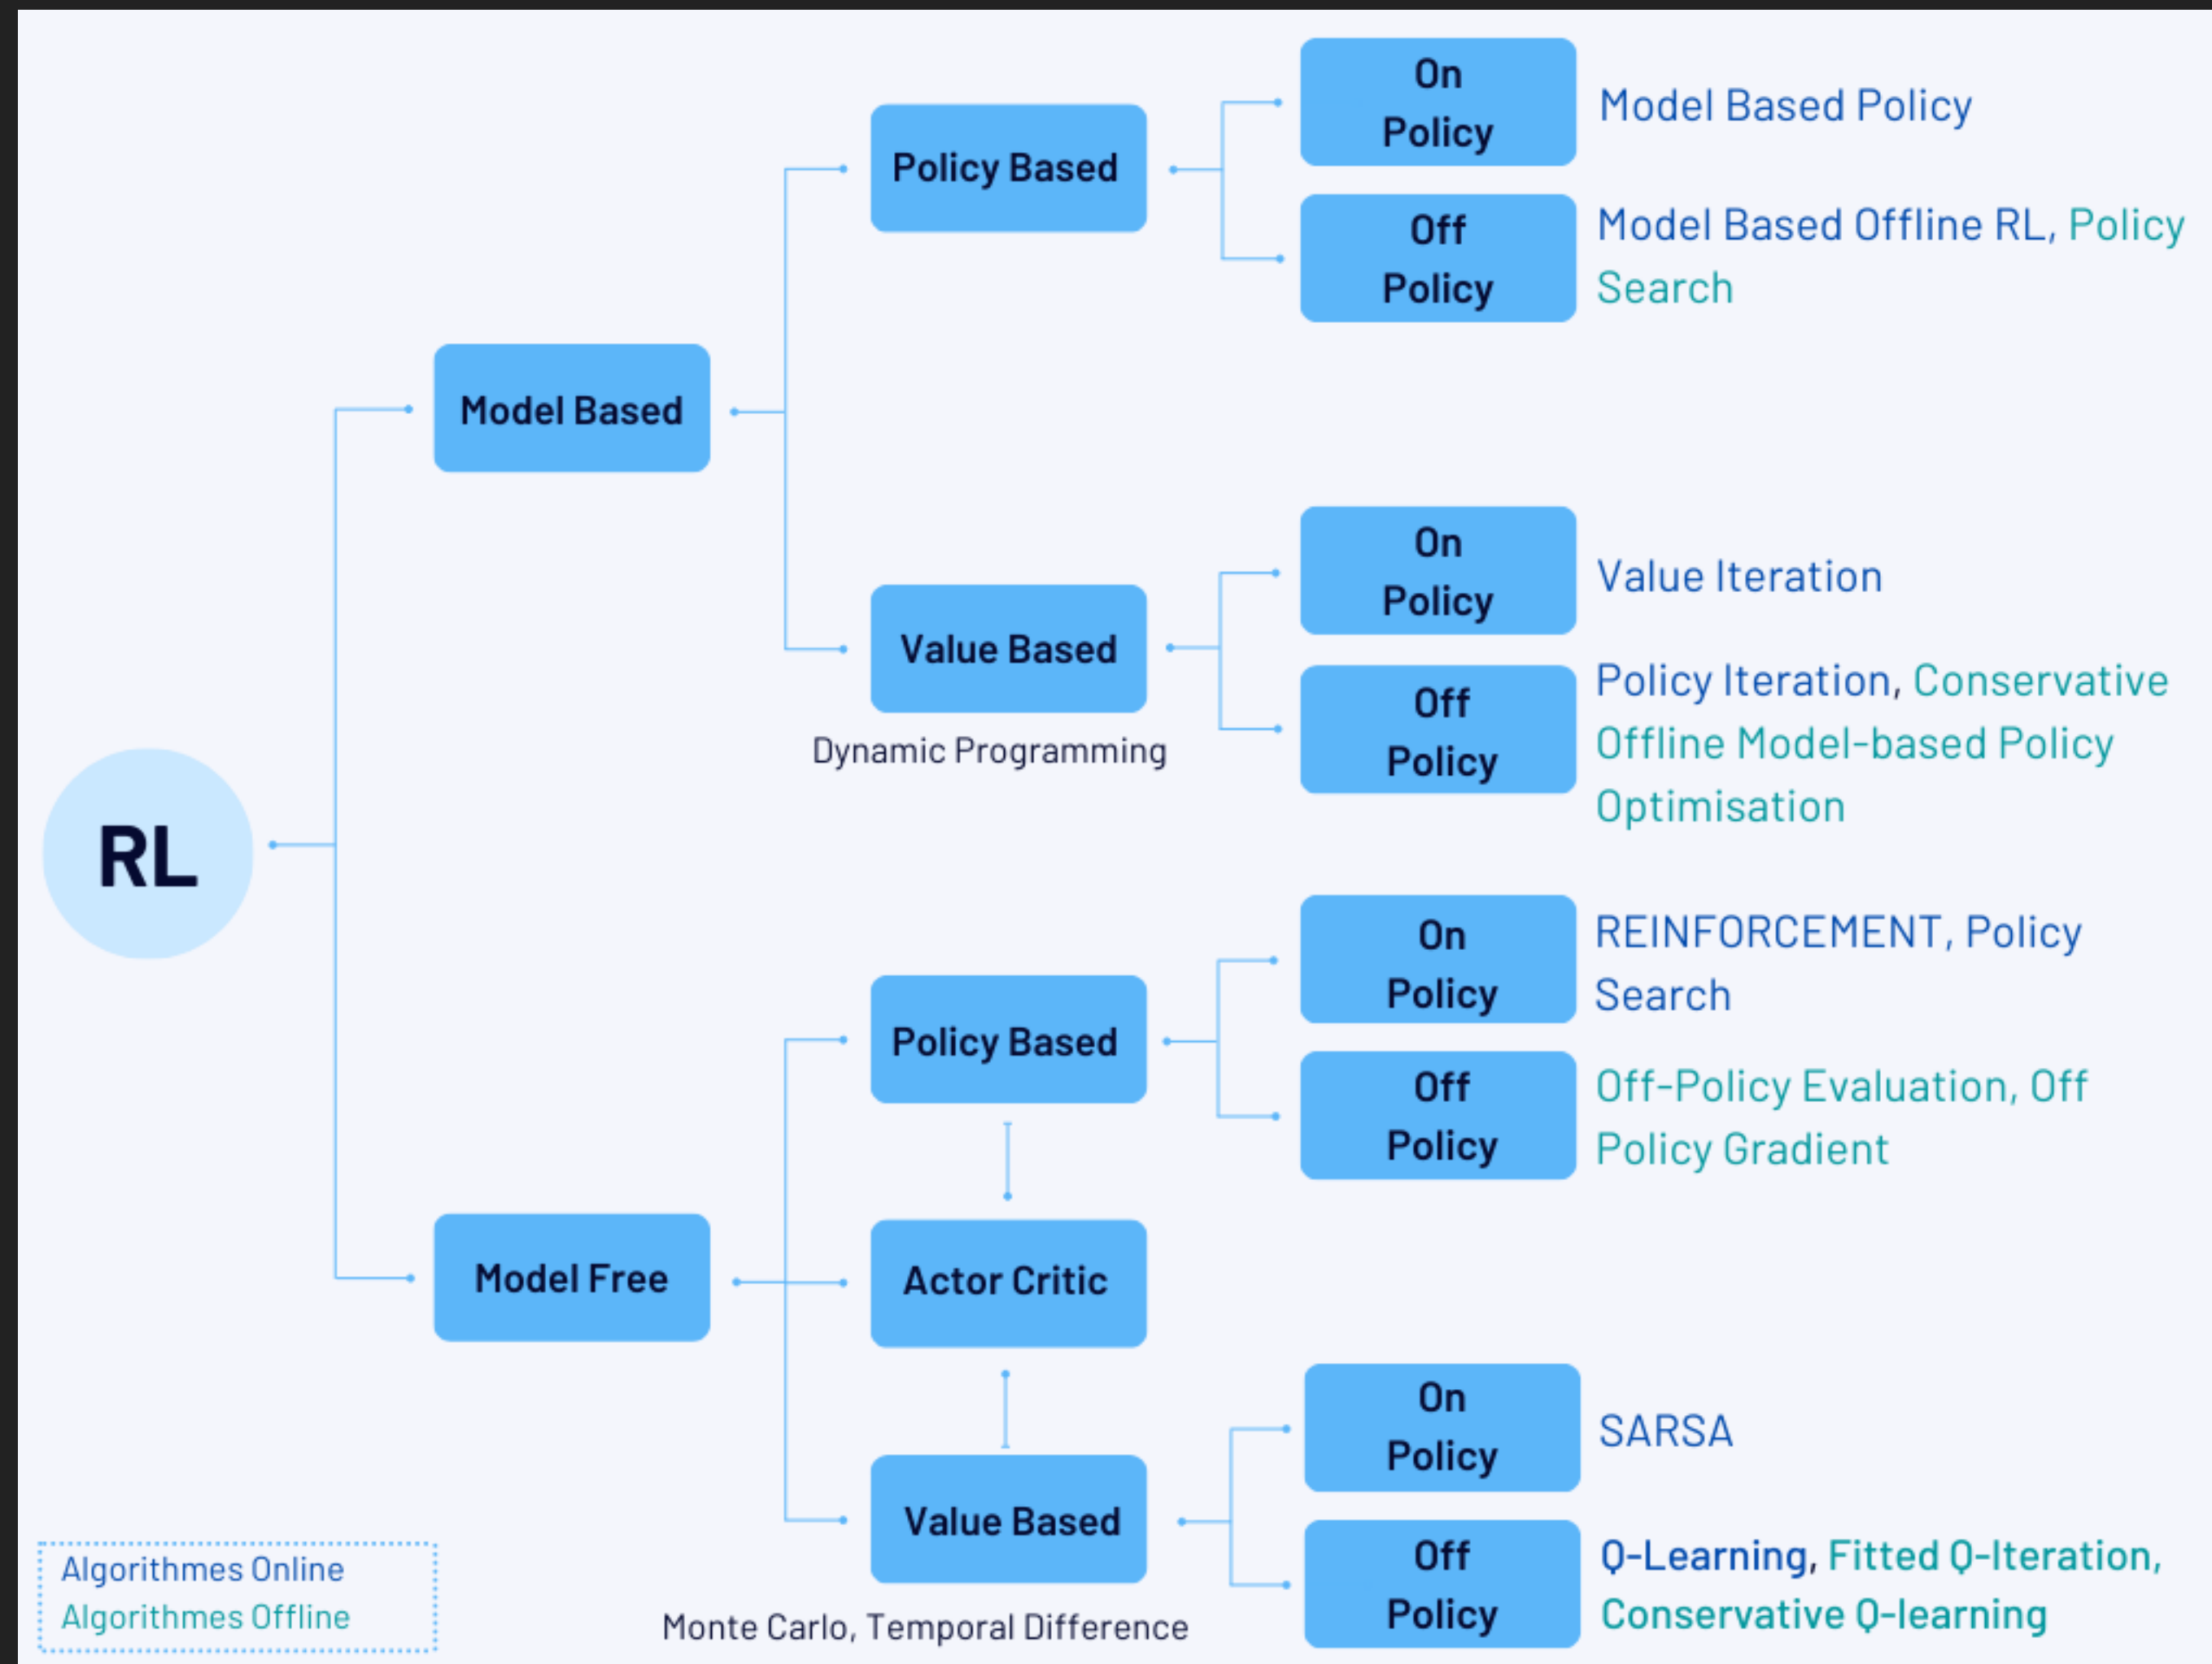 On
Policy
Model Based Policy
Policy Based
Off
Policy
Model Based Offline RL, Policy
Search
Model Based
On
Policy
Value Iteration
Value Based
Dynamic Programming
Off
Policy
Policy Iteration, Conservative
Offline Model-based Policy
Optimisation
RL
On
Policy
REINFORCEMENT, Policy
Search
Policy Based
Off
Policy
Off-Policy Evaluation, Off
Policy Gradient
Model Free
Actor Critic
On
Policy
SARSA
Value Based
Monte Carlo, Temporal Difference
Off
Policy
Q-Learning, Fitted Q-Iteration,
Conservative Q-learning
Algorithmes Online
Algorithmes Offline